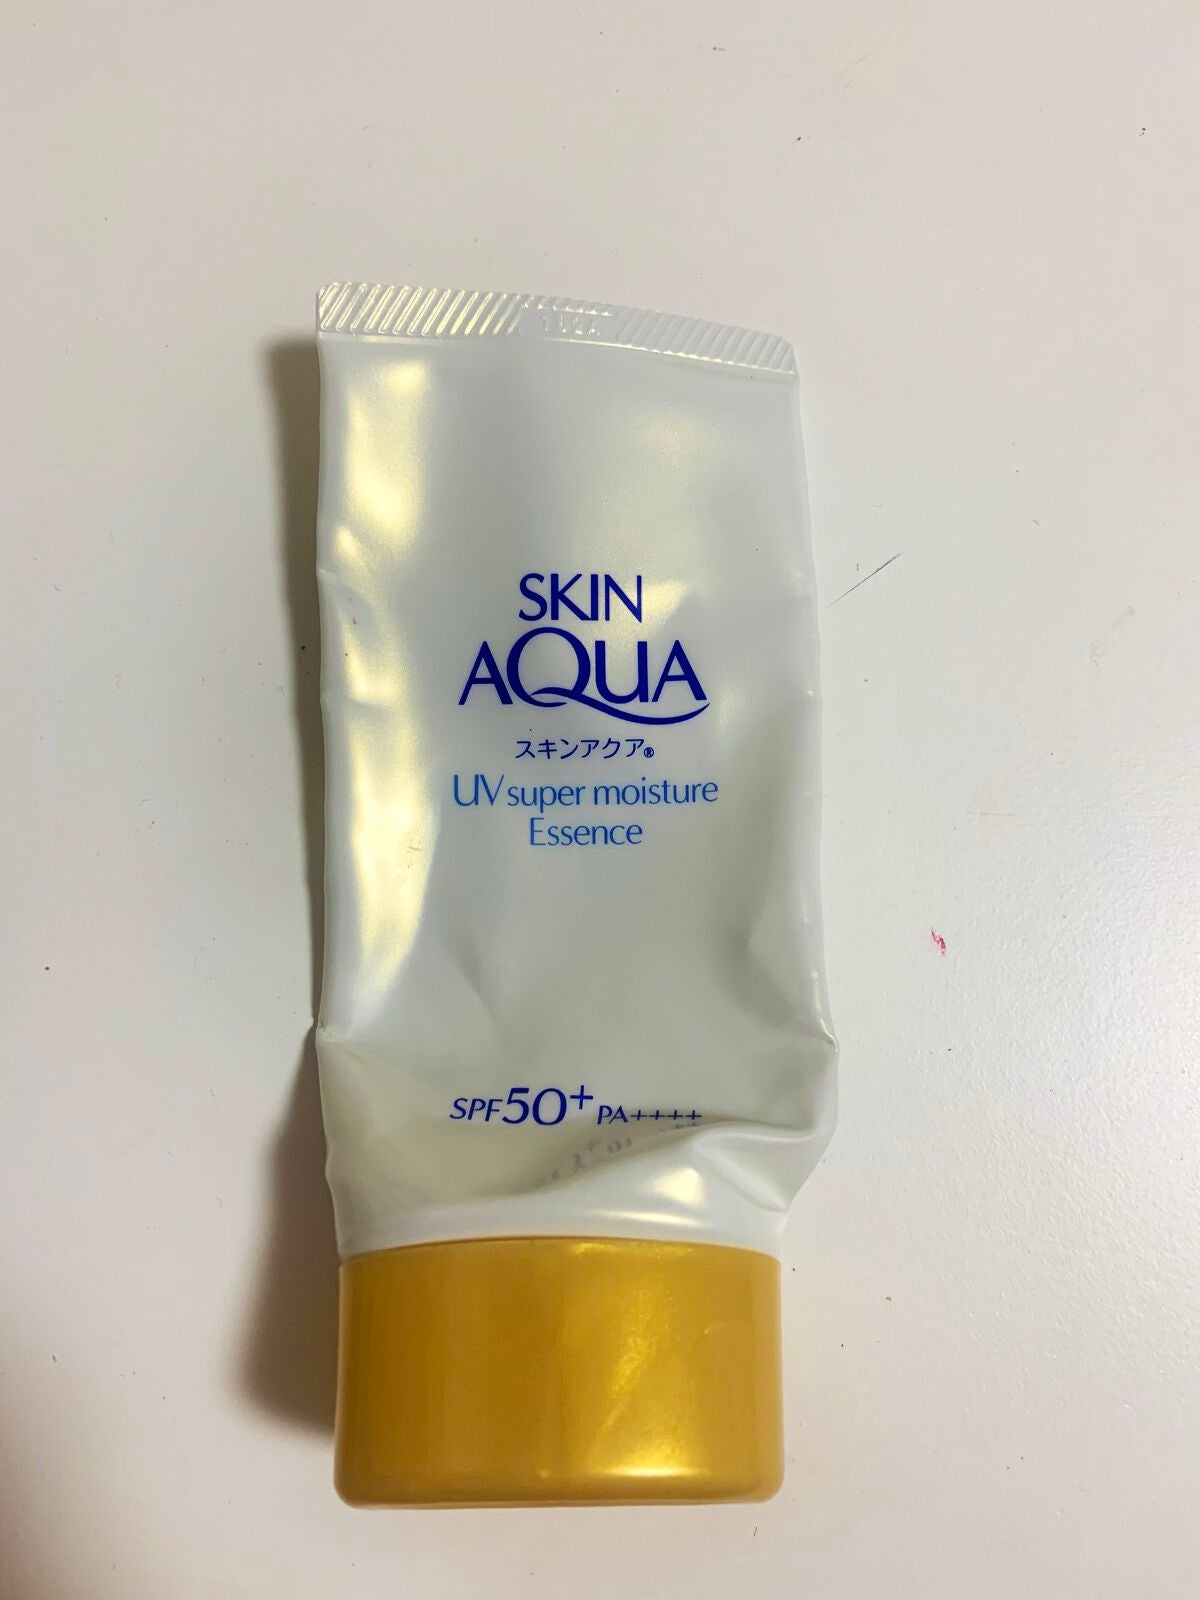 SKIN
AQUA
スキンアクア®
UV super moisture
Essence
SPF50+ PA++++